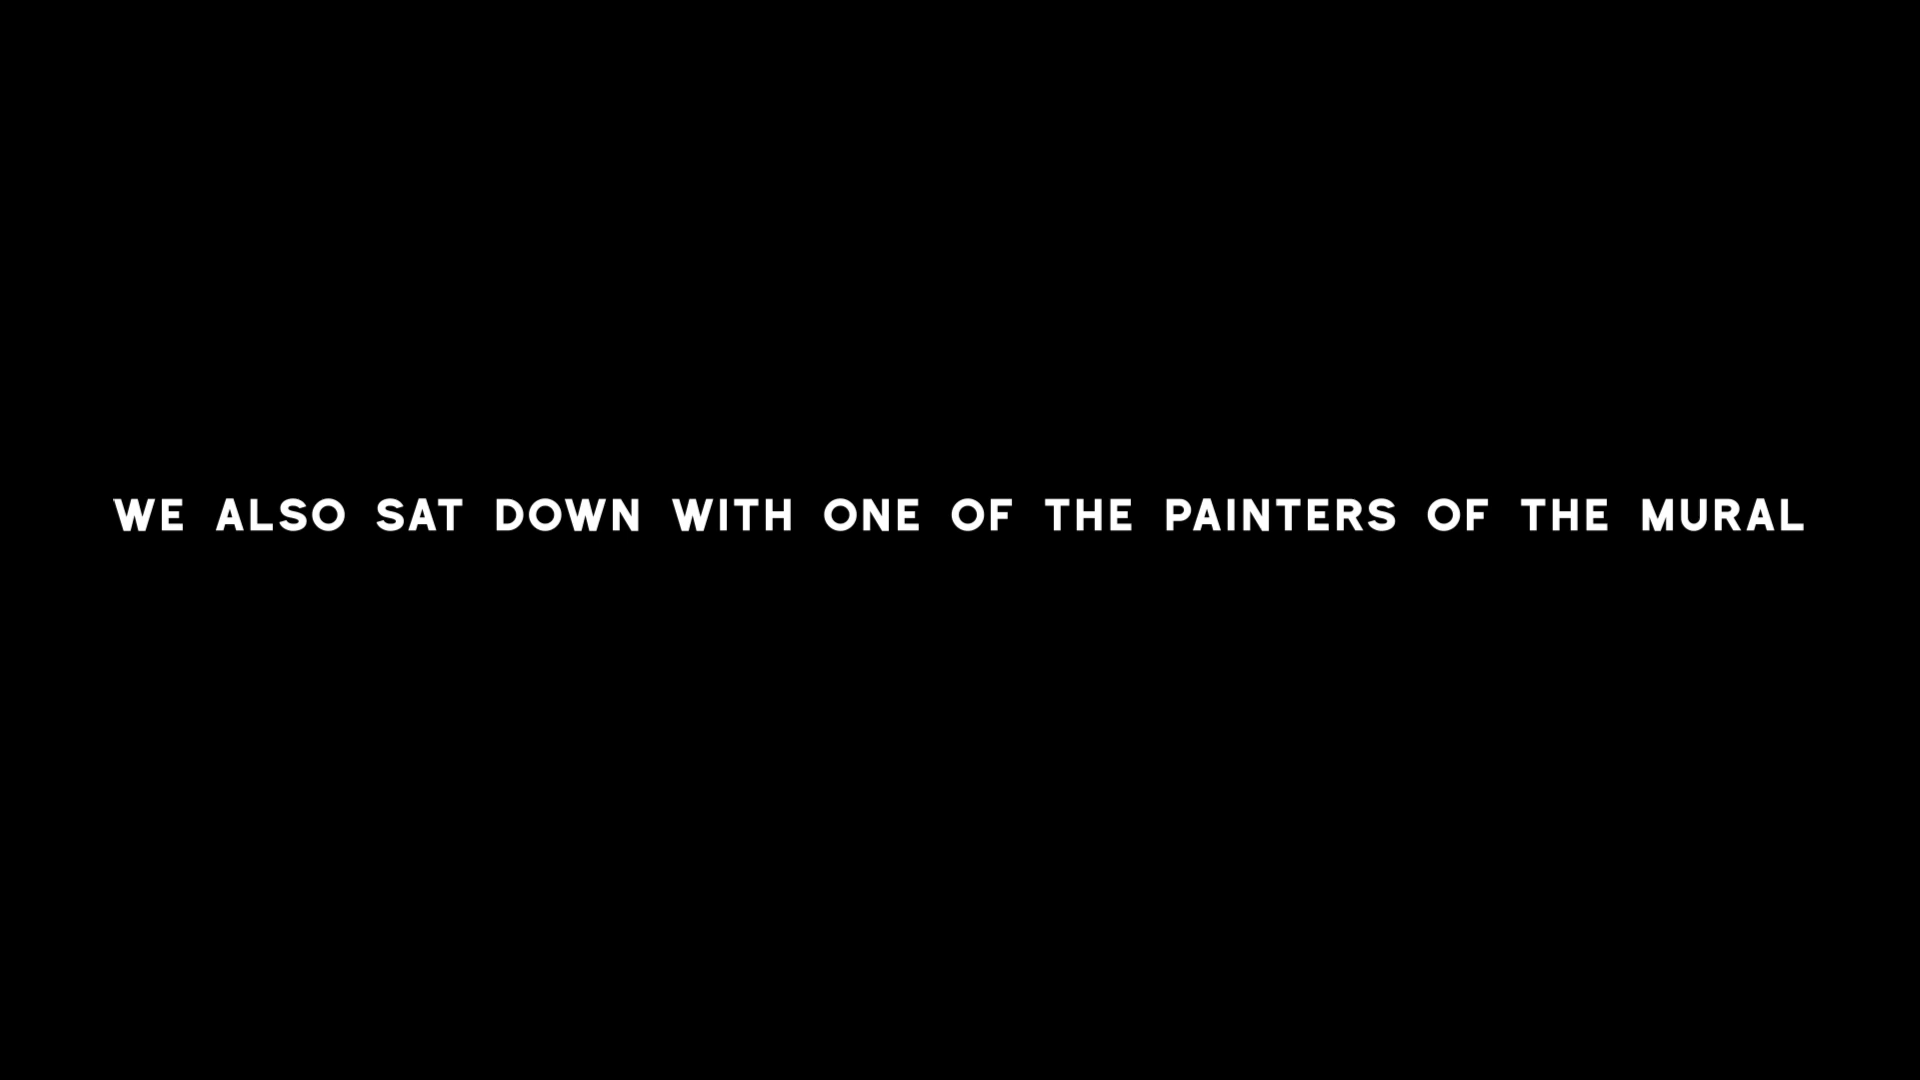 WE ALSO SAT DOWN WITH ONE OF THE PAINTERS OF THE MURAL